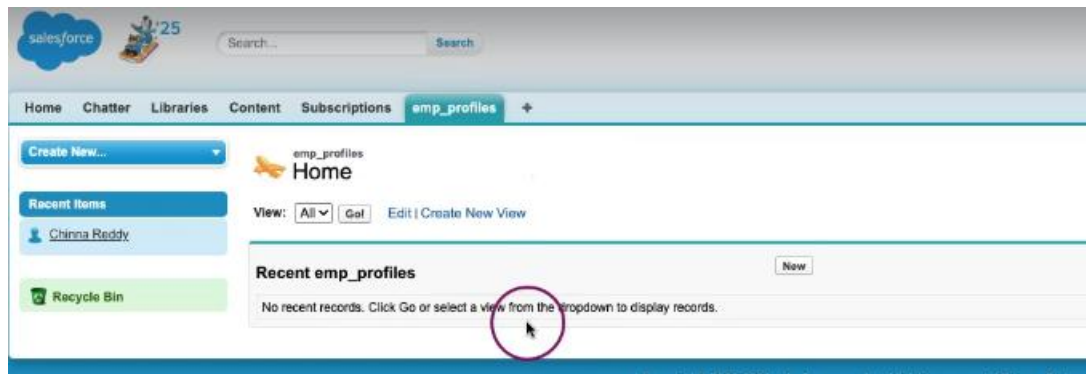 salesforce
'25
Search...
Search
Home Chatter Libraries Content Subscriptions emp_profiles +
Create New...
emp_profiles
Home
Recent Items
View: All Go! Edit | Create New View
Chinna Reddy
Recent emp_profiles
New
Recycle Bin
No recent records. Click Go or select a view from the dropdown to display records.